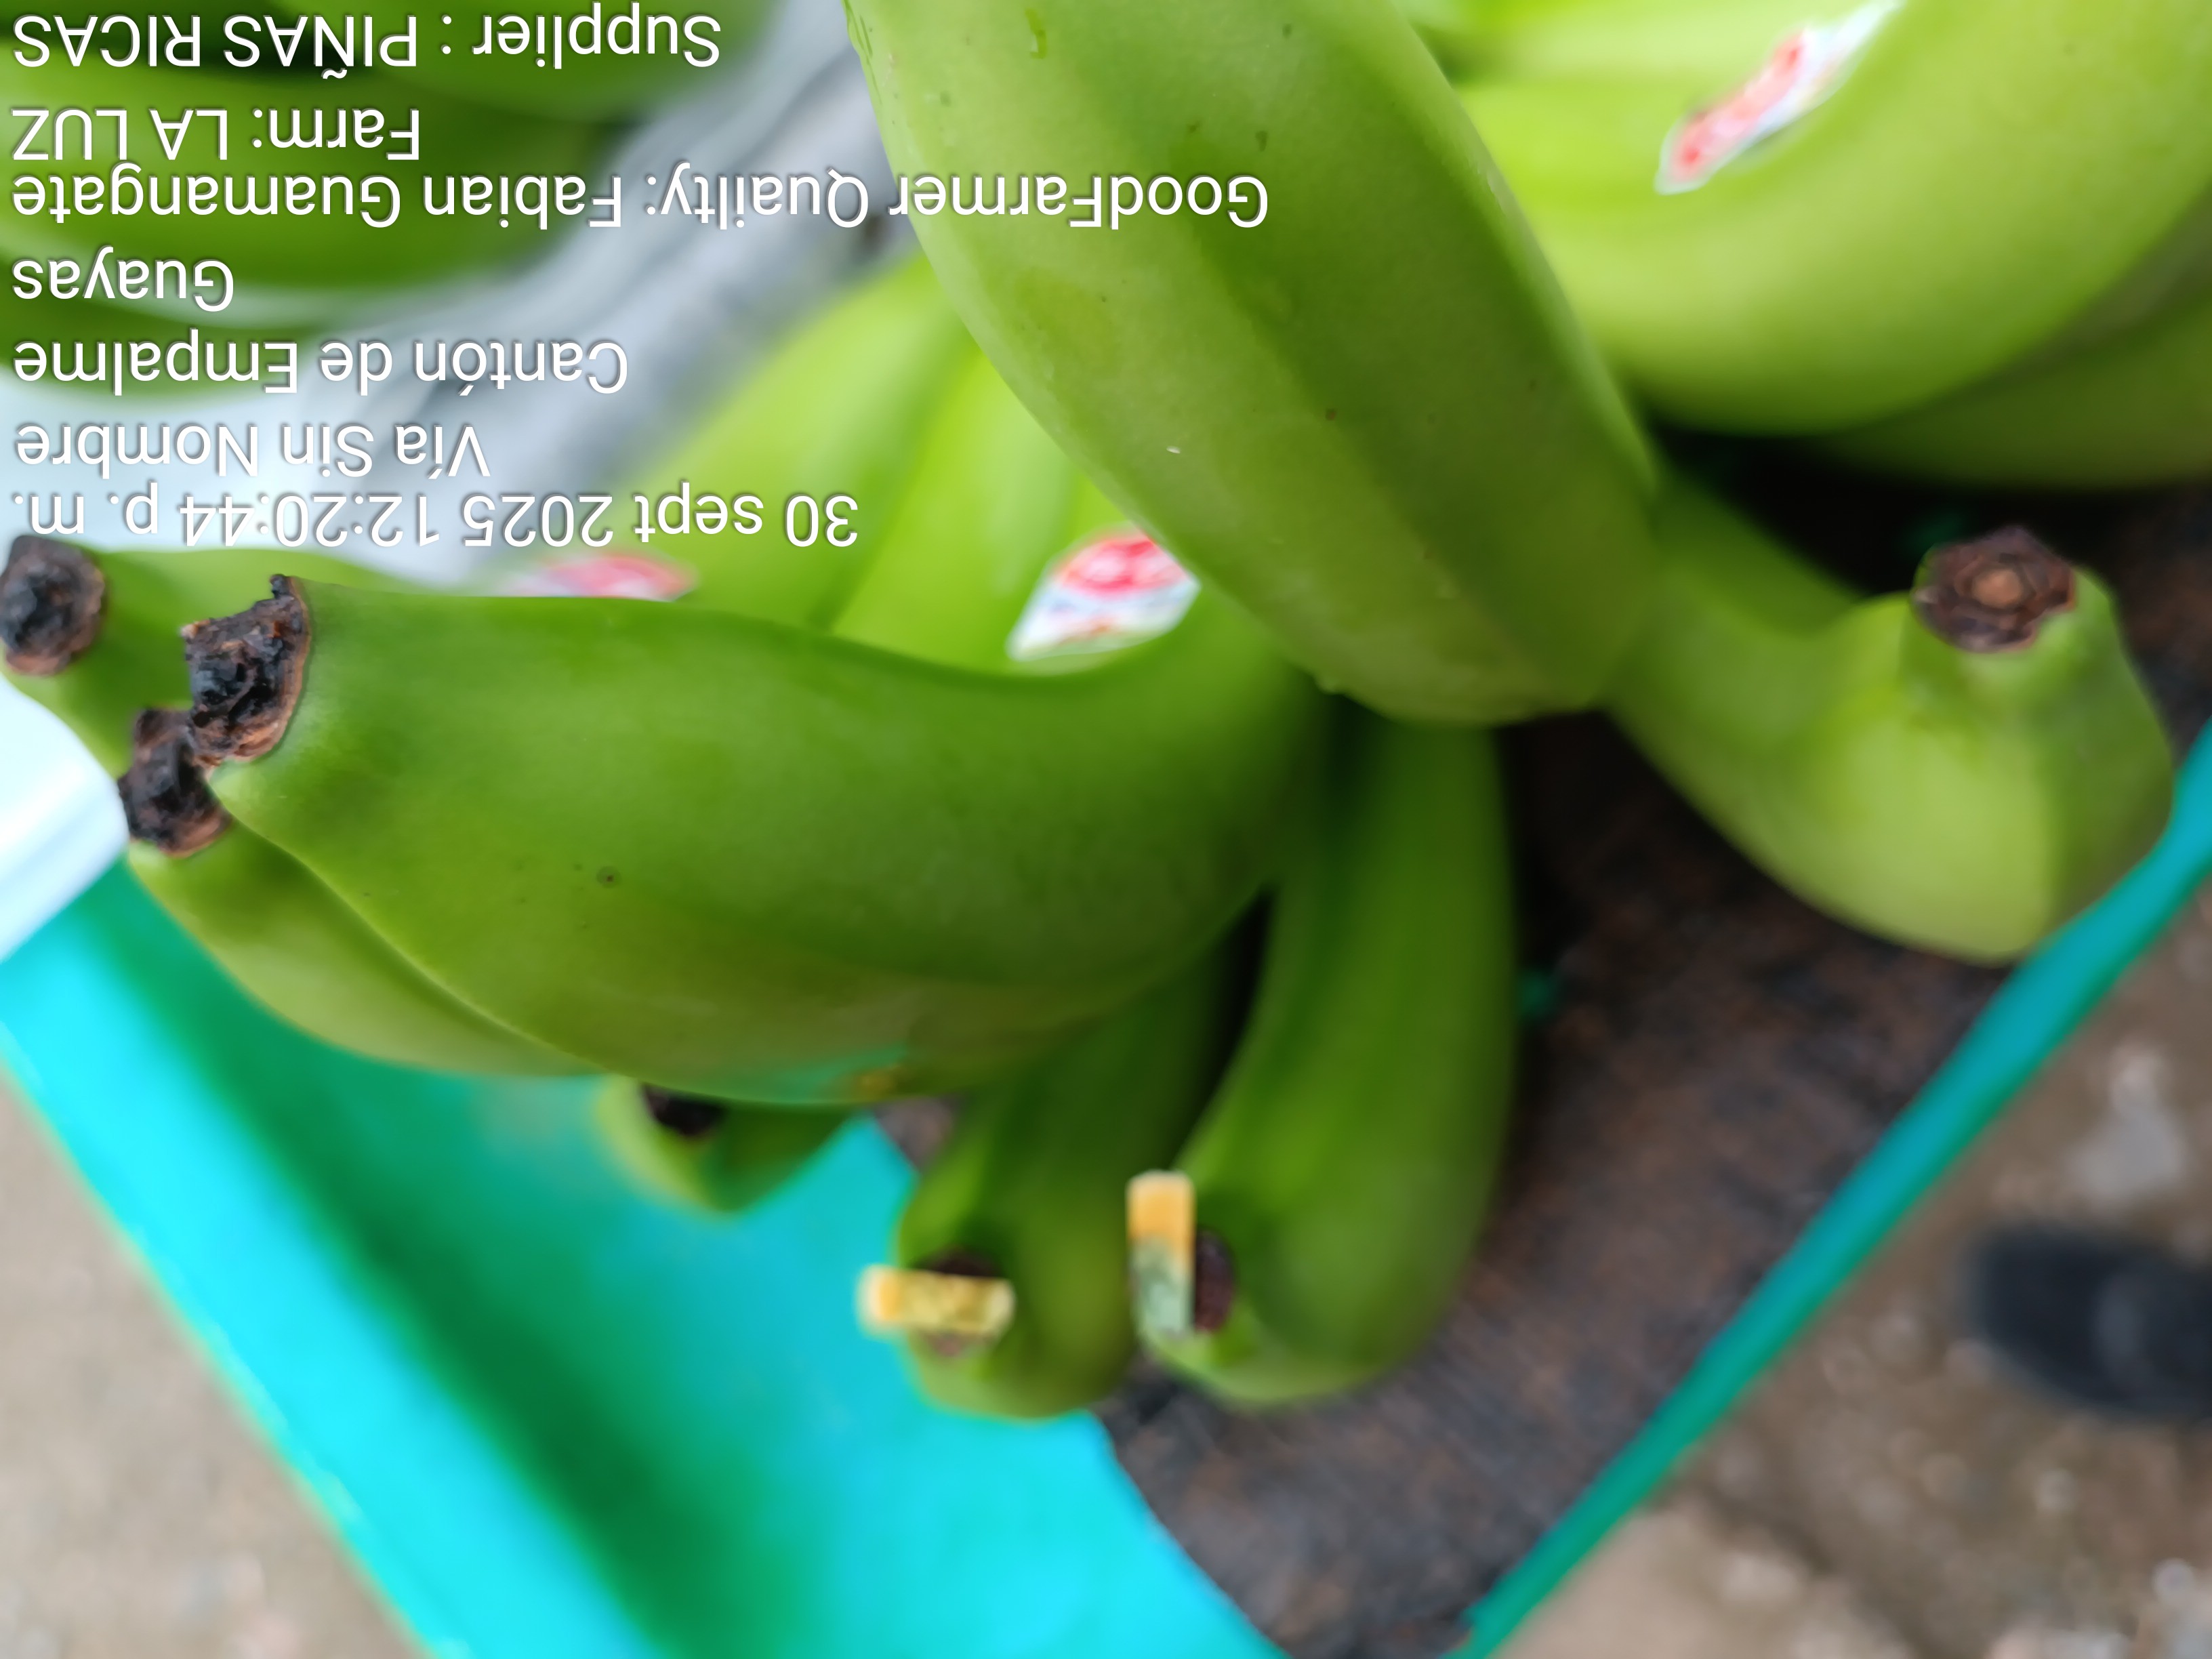 30 sept 2025 12:20:44 p. m.
Vía Sin Nombre
Cantón de Empalme
Guayas
GoodFarmer Quailty: Fabian Guamangate
Farm: LA LUZ
Supplier : PIÑAS RICAS